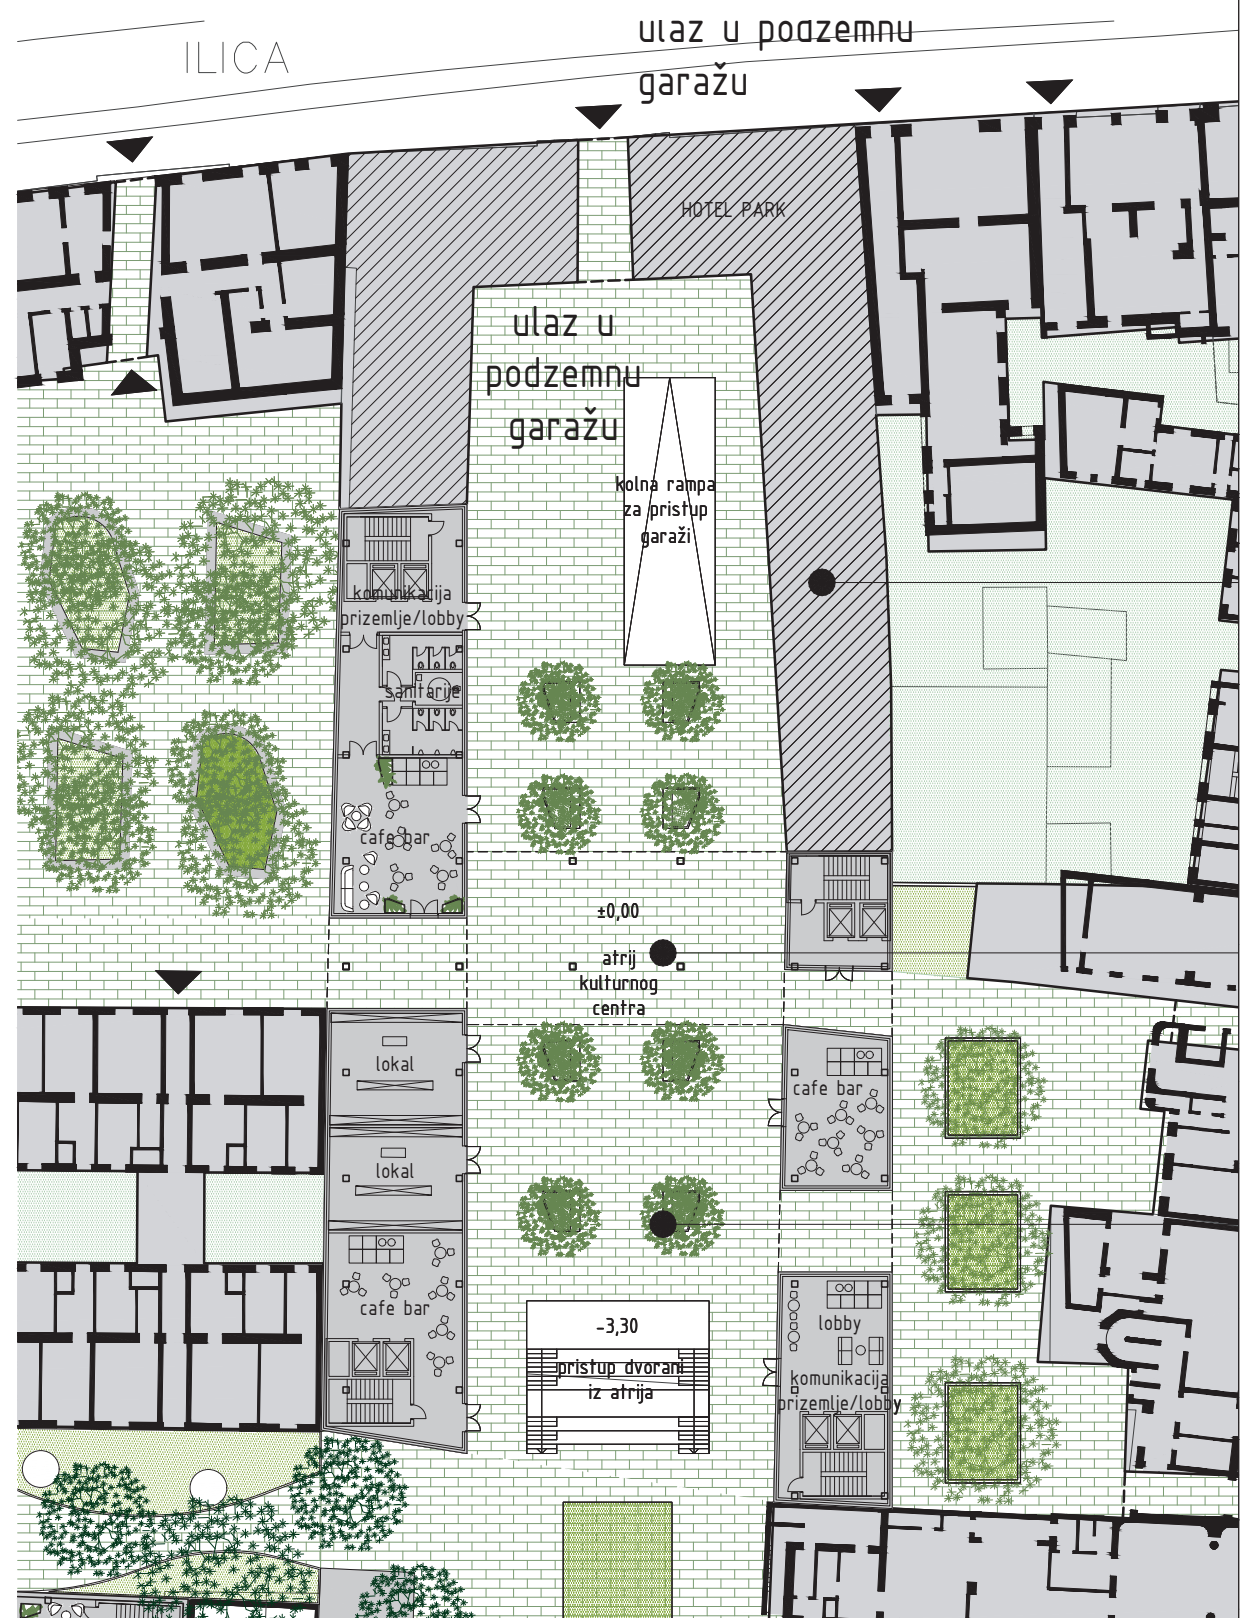 ulaz u podzemnu
garažu
ILICA
HOTEL PARK
ulaz u
podzemnu
garažu
kolna rampa
za pristup
garaži
komunikacija
prizemlje/lobby
sanitarije
cafe bar
±0,00
atrij
kulturnog
centra
lokal
cafe bar
lokal
cafe bar
-3,30
pristup dvorani
iz atrija
lobby
komunikacija
prizemlje/lobby